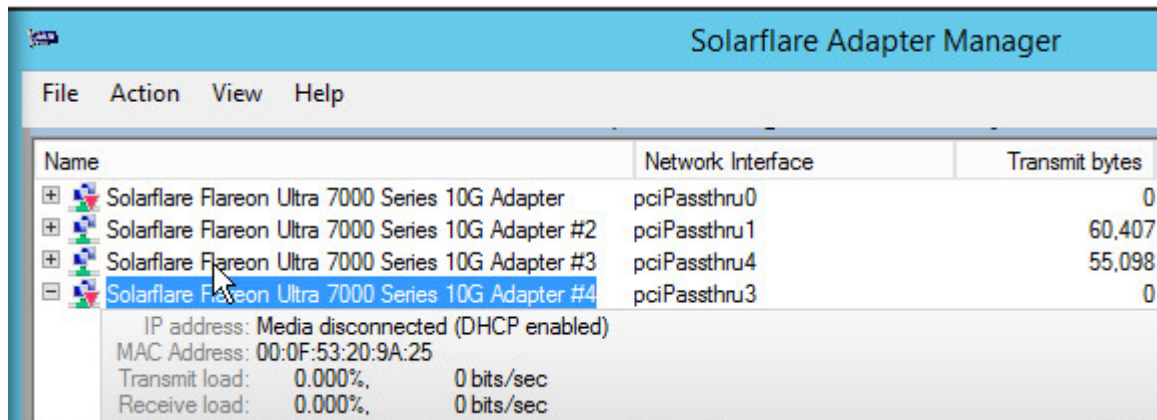 Solarflare Adapter Manager
File Action View Help
Name Network Interface Transmit bytes
Solarflare Flareon Ultra 7000 Series 10G Adapter pciPassthru0 0
Solarflare Flareon Ultra 7000 Series 10G Adapter #2 pciPassthru1 60,407
Solarflare Flareon Ultra 7000 Series 10G Adapter #3 pciPassthru4 55,098
Solarflare Flareon Ultra 7000 Series 10G Adapter #4 pciPassthru3 0
IP address: Media disconnected (DHCP enabled)
MAC Address: 00:0F:53:20:9A:25
Transmit load: 0.000%, 0 bits/sec
Receive load: 0.000%, 0 bits/sec